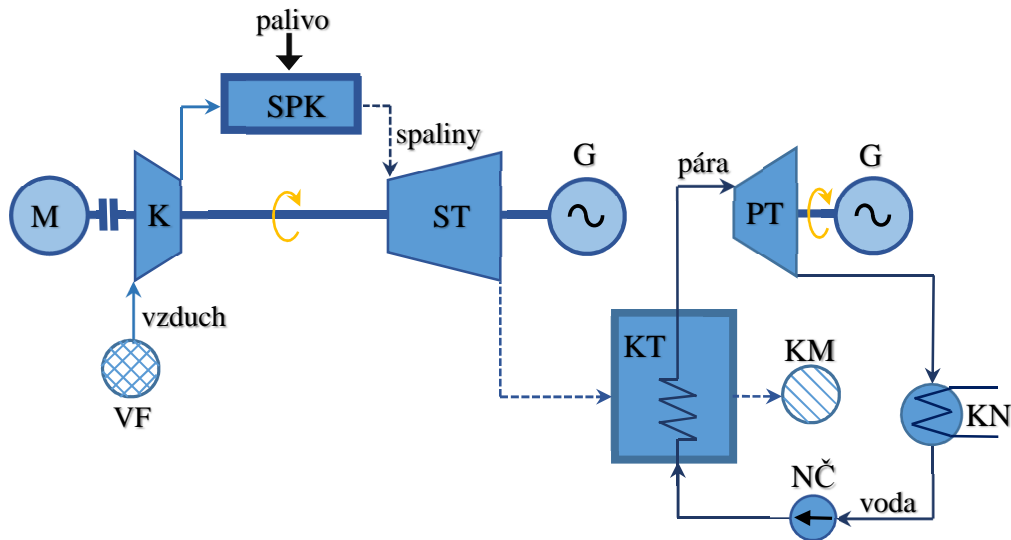 palivo
SPK
spaliny
G
G
pára
M
K
ST
PT
vzduch
KT
KM
VF
KN
NČ
voda